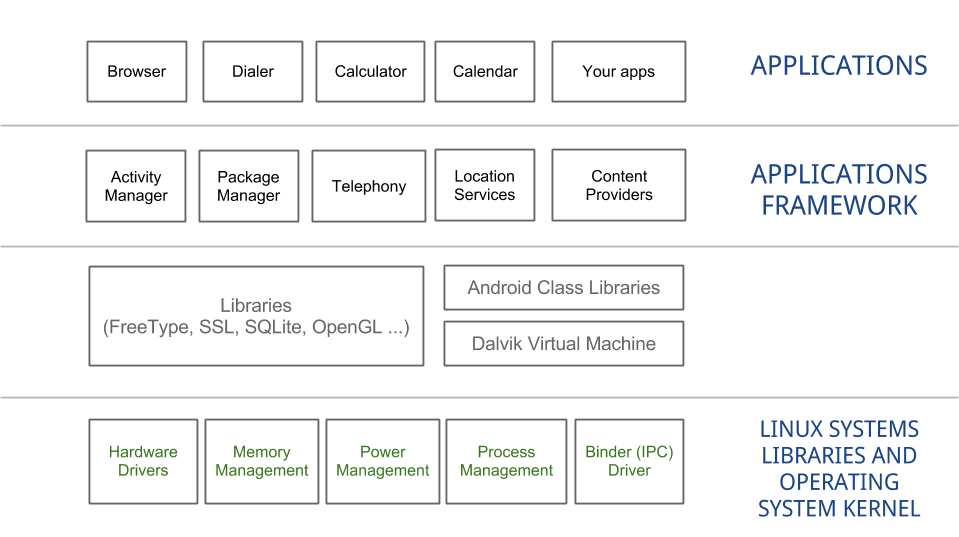 Browser
Dialer
Calculator
Calendar
Your apps
APPLICATIONS
Activity
Manager
Package
Manager
Telephony
Location
Services
Content
Providers
APPLICATIONS
FRAMEWORK
Libraries
(FreeType, SSL, SQLite, OpenGL ...)
Android Class Libraries
Dalvik Virtual Machine
Hardware
Drivers
Memory
Management
Power
Management
Process
Management
Binder (IPC)
Driver
LINUX SYSTEMS
LIBRARIES AND
OPERATING
SYSTEM KERNEL